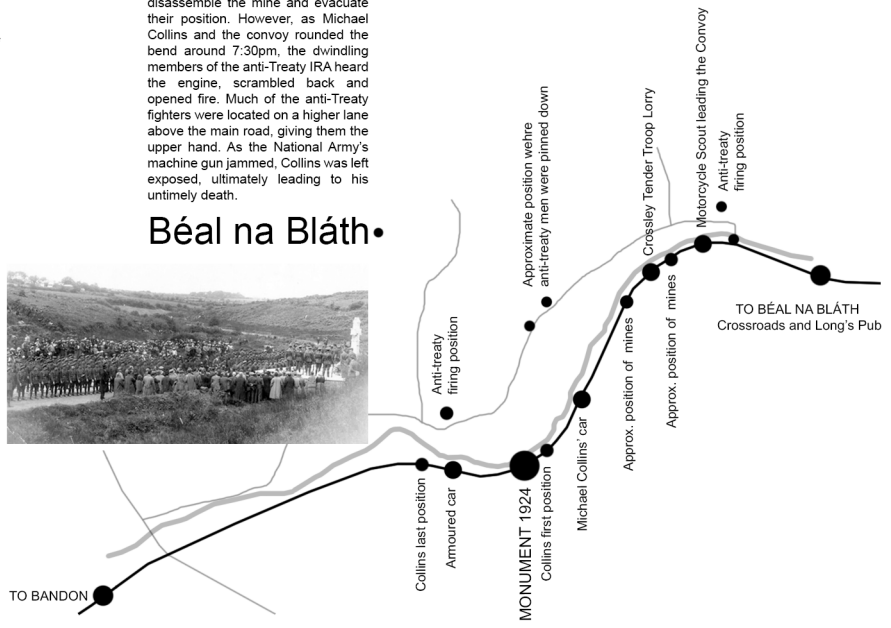 disassemble the mine and evacuate
their position. However, as Michael
Collins and the convoy rounded the
bend around 7:30pm, the dwindling
members of the anti-Treaty IRA heard
the engine, scrambled back and
opened fire. Much of the anti-Treaty
fighters were located on a higher lane
above the main road, giving them the
upper hand. As the National Army's
machine gun jammed, Collins was left
exposed, ultimately leading to his
untimely death.
Béal na Bláth
TO BANDON
Collins last position
Armoured car
Anti-treaty
firing position
MONUMENT 1924
Collins first position
Michael Collins' car
Approximate position wehre
anti-treaty men were pinned down
Approx. position of mines
Crossley Tender Troop Lorry
Approx. position of mines
Motorcycle Scout leading the Convoy
Anti-treaty
firing position
TO BÉAL NA BLÁTH
Crossroads and Long's Pub